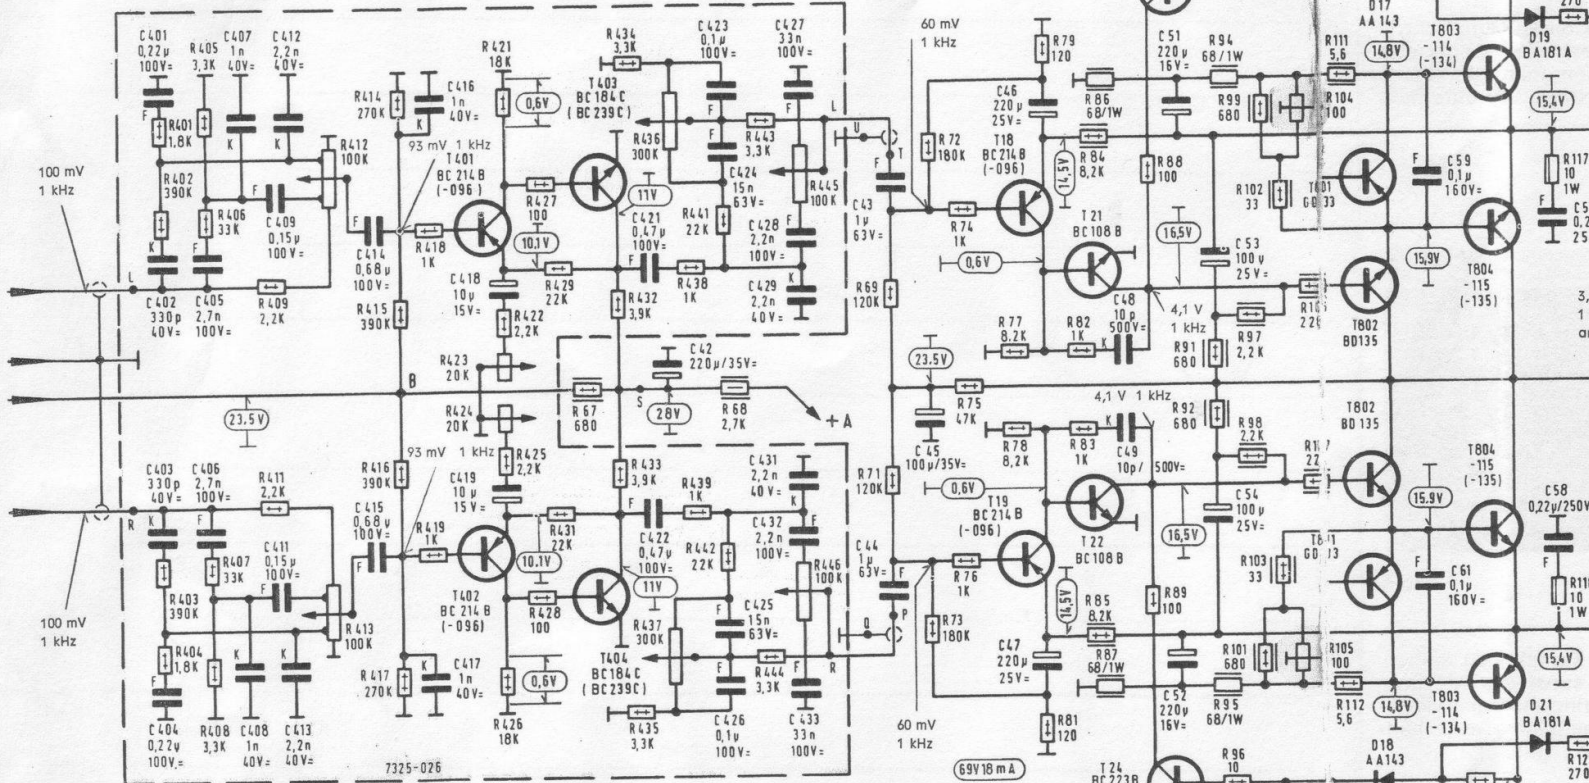 C401
0,22µ
100V=
R405
3,3K
C407
1n
40V=
C412
2,2n
40V=
R401
1,8K
R402
390K
R406
33K
C409
0,15µ
100V=
R412
100K
C402
330p
40V=
C405
2,7n
100V=
R409
2,2K
100 mV
1 kHz
L
R414
270K
C416
1n
40V=
93 mV 1 kHz
R421
18K
0,6V
T401
BC 214 B
(-096)
C414
0,68µ
100V=
R418
1K
R415
390K
C418
10µ
15V=
R422
2,2K
R423
20K
R427
100
10,1V
R429
22K
R434
3,3K
T403
BC 184 C
(BC 239C)
11V
C421
0,47µ
100V=
R432
3,9K
R438
1K
R436
300K
C423
0,1µ
100V=
C427
33n
100V=
R443
3,3K
C424
15n
63V=
R441
22K
C428
2,2n
100V=
R445
100K
C429
2,2n
40V=
L
U
T
C43
1µ
63V=
60 mV
1 kHz
R72
180K
R74
1K
R69
120K
R79
120
C46
220µ
25V=
T18
BC 214 B
(-096)
14,5V
R86
68/1W
R84
8,2K
C51
220µ
16V=
R94
68/1W
R88
100
T21
BC 108 B
0,6V
R77
8.2K
R82
1K
C48
10p
500V=
16,5V
4,1 V
1 kHz
C53
100µ
25V=
R91
680
R97
2,2K
R99
680
R104
100
R102
33
D17
AA 143
R111
5,6
14,8V
T803
-114
(-134)
D19
BA181A
C59
0,1µ
160V=
15,4V
R117
10
1W
15,9V
T804
-115
(-135)
T802
BD135
B
23,5V
R 67
680
S
C 42
220µ/35V=
28V
R 68
2,7K
+A
23.5V
R75
47K
C 45
100µ/35V=
R424
20K
R425
2,2K
93 mV 1 kHz
R416
390K
C419
10µ
15V=
R433
3,9K
R439
1K
C431
2,2n
40V=
C403
330p
40V=
C406
2,7n
100V=
R411
2,2K
R
100 mV
1 kHz
R407
33K
C411
0,15µ
100V=
R403
390K
R404
1,8K
R413
100K
C404
0,22µ
100V=
R408
3,3K
C408
1n
40V=
C413
2,2n
40V=
C415
0,68µ
100V=
R419
1K
T402
BC 214 B
(-096)
R431
22K
10.1V
R428
100
R417
270K
C417
1n
40V=
R426
18K
0,6V
C422
0,47µ
100V=
11V
R437
300K
T404
BC 184C
(BC239C)
R435
3,3K
R442
22K
C432
2,2n
100V=
R446
100K
C425
15n
63V=
R444
3,3K
C426
0,1µ
100V=
C433
33n
100V=
R
Q
P
7325-026
R71
120K
C44
1µ
63V=
R76
1K
R73
180K
60 mV
1 kHz
R78
8,2K
R83
1K
4,1 V 1 kHz
C49
10p/ 500V=
0,6V
T19
BC 214 B
(-096)
T22
BC 108 B
14,5V
R85
8.2K
C47
220µ
25V=
R81
120
R87
68/1W
C52
220µ
16V=
R89
100
R95
68/1W
R92
680
R98
2,2K
16,5V
C54
100µ
25V=
R103
33
R101
680
R105
100
T802
BD 135
15.9V
T804
-115
(-135)
C58
0,22µ/250V
C61
0,1µ
160V=
15,4V
R112
5,6
14,8V
T803
-114
(-134)
D18
AA143
D21
BA181A
69V 18 mA
T24
BC223B
R96
10